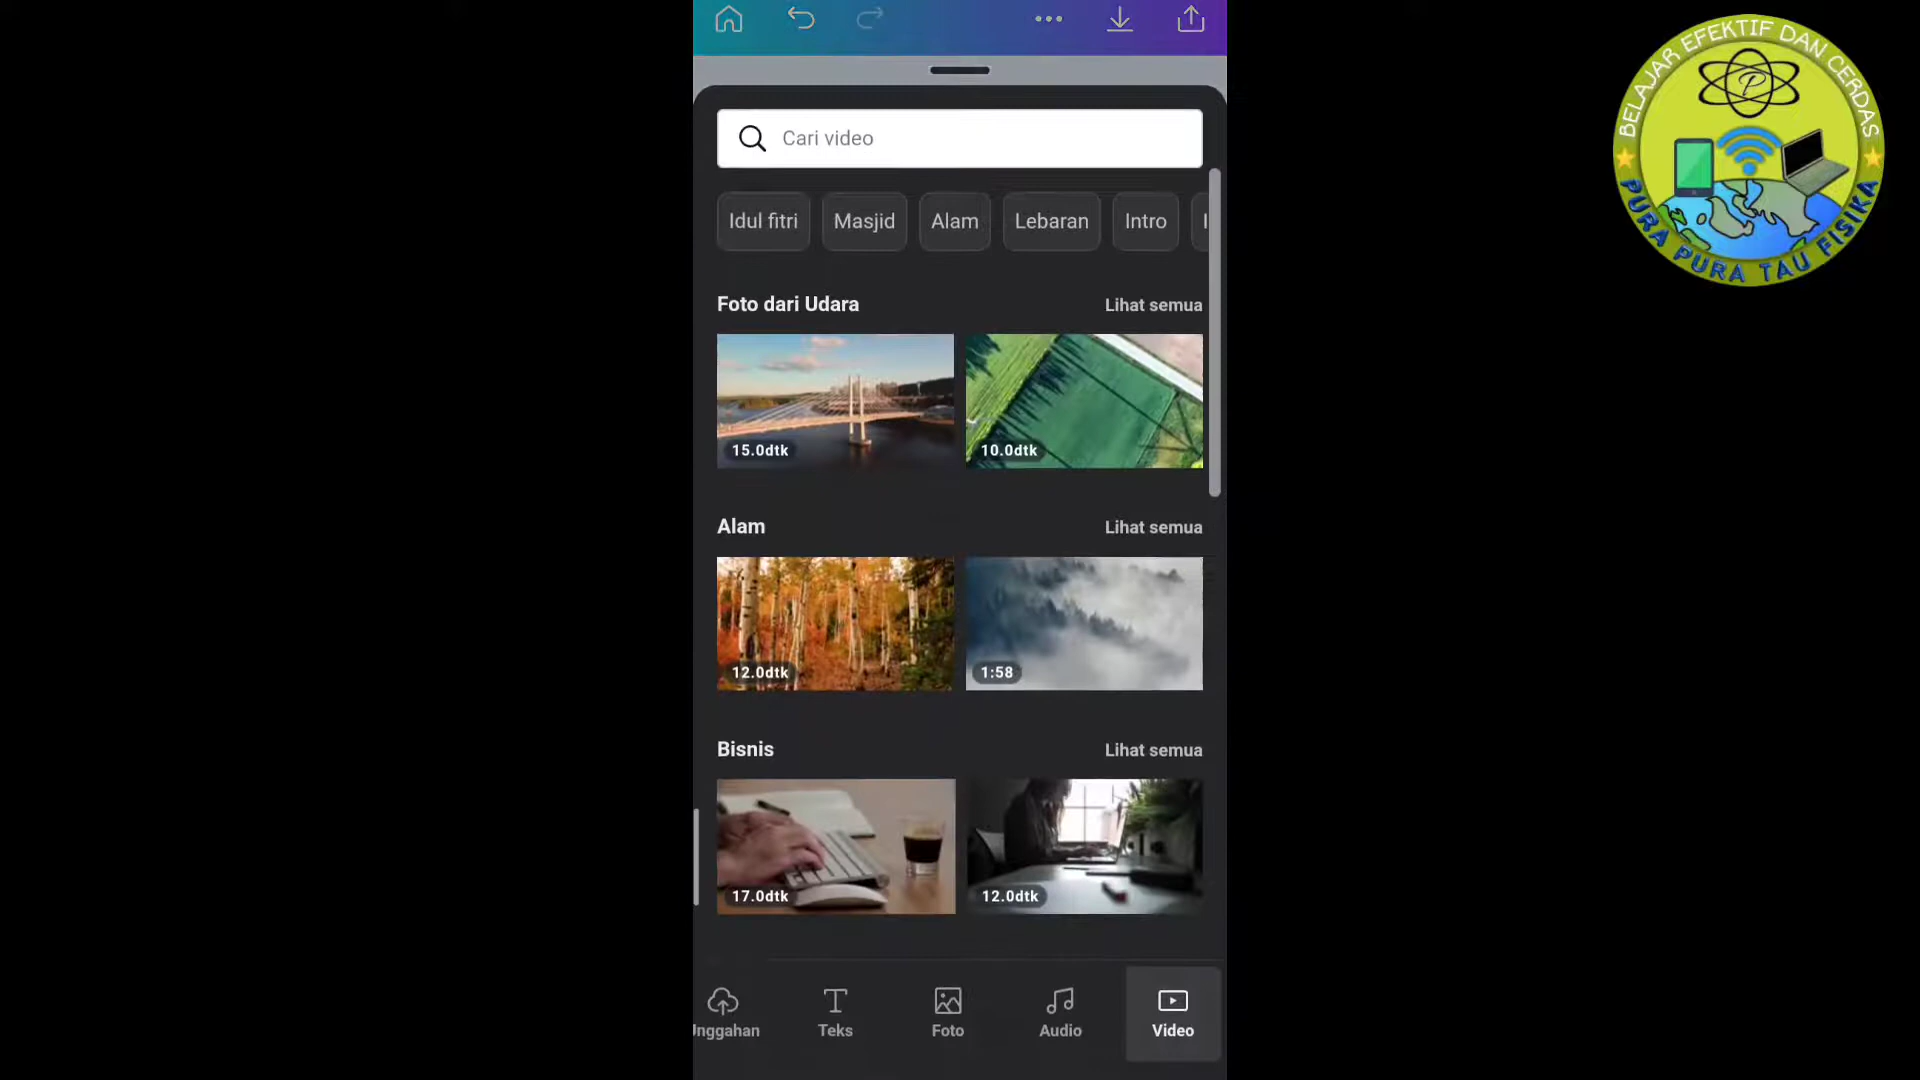 Cari video
Idul fitri
Masjid
Alam
Lebaran
Intro
Foto dari Udara
Lihat semua
15.0dtk
10.0dtk
Alam
Lihat semua
12.0dtk
1:58
Bisnis
Lihat semua
17.0dtk
12.0dtk
Unggahan
Teks
Foto
Audio
Video
BELAJAR EFEKTIF DAN CERDAS
P
PURA PURA TAU FISIKA